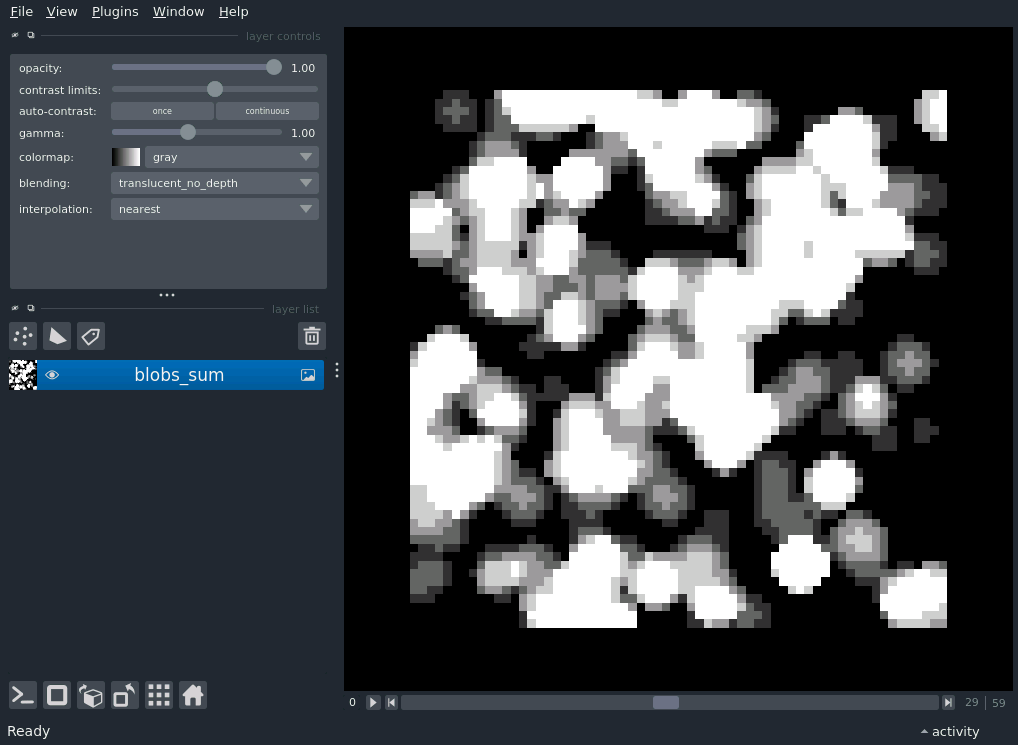 File View Plugins Window Help
layer controls
opacity: 1.00
contrast limits:
auto-contrast: once continuous
gamma: 1.00
colormap: gray
blending: translucent_no_depth
interpolation: nearest
layer list
blobs_sum
0 29 59
Ready activity